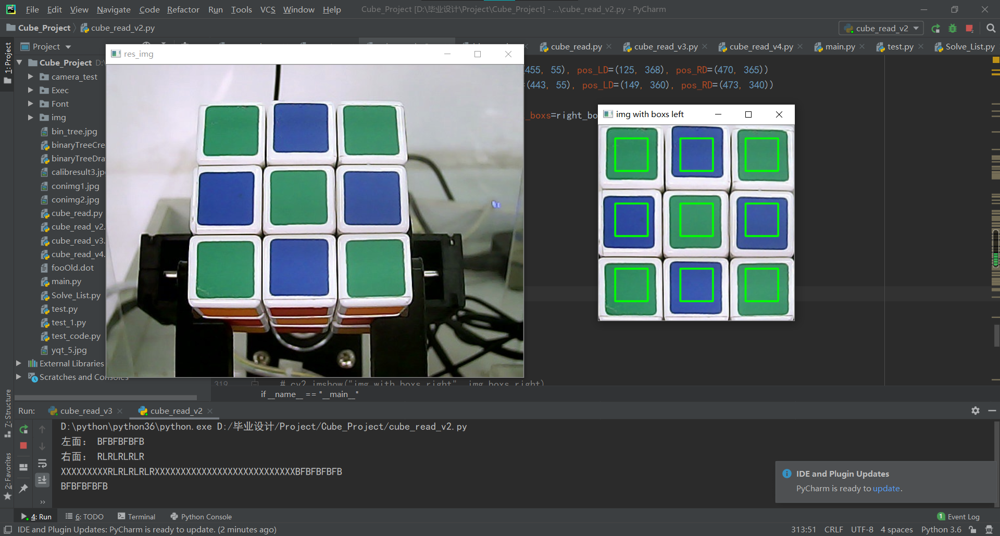 File Edit View Navigate Code Refactor Run Tools VCS Window Help Cube_Project [D:\毕业设计\Project\Cube_Project] - ...\cube_read_v2.py - PyCharm
Cube_Project cube_read_v2.py cube_read_v2
1: Project
Project
cube_read.py cube_read_v3.py cube_read_v4.py main.py test.py Solve_List.py
Cube_Project
camera_test
Exec
Font
img
bin_tree.jpg
binaryTreeCre
binaryTreeDra
calibresult3.jp
conimg1.jpg
conimg2.jpg
cube_read.py
cube_read_v2.
cube_read_v3.
cube_read_v4.
fooOld.dot
main.py
Solve_List.py
test.py
test_1.py
test_code.py
yqt_5.jpg
External Libraries
Scratches and Consoles
res_img
455, 55), pos_LD=(125, 368), pos_RD=(470, 365))
=(443, 55), pos_LD=(149, 360), pos_RD=(473, 340))
_boxs=right_bo
img with boxs left
319 # cv2.imshow("img with boxs right", img_boxs_right)
if __name__ == "__main__"
7: Structure
2: Favorites
Run: cube_read_v3 cube_read_v2
D:\python\python36\python.exe D:/毕业设计/Project/Cube_Project/cube_read_v2.py
左面： BFBFBFBFB
右面： RLRLRLRLR
XXXXXXXXXRLRLRLRLRXXXXXXXXXXXXXXXXXXXXXXXXXXXBFBFBFBFB
BFBFBFBFB
IDE and Plugin Updates
PyCharm is ready to update.
4: Run 6: TODO Terminal Python Console 1 Event Log
IDE and Plugin Updates: PyCharm is ready to update. (2 minutes ago) 313:51 CRLF UTF-8 4 spaces Python 3.6